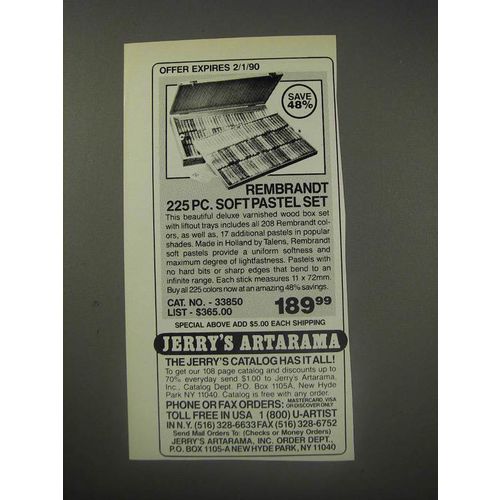 OFFER EXPIRES 2/1/90
SAVE
48%
REMBRANDT
225 PC. SOFT PASTEL SET
This beautiful deluxe varnished wood box set
with liftout trays includes all 208 Rembrandt col-
ors, as well as, 17 additional pastels in popular
shades. Made in Holland by Talens, Rembrandt
soft pastels provide a uniform softness and
maximum degree of lightfastness. Pastels with
no hard bits or sharp edges that bend to an
infinite range. Each stick measures 11 x 72mm.
Buy all 225 colors now at an amazing 48% savings.
CAT. NO. - 33850
LIST - $365.00 189.99
SPECIAL ABOVE ADD $5.00 EACH SHIPPING
JERRY'S ARTARAMA
THE JERRY'S CATALOG HAS IT ALL!
To get our 108 page catalog and discounts up to
70% everyday send $1.00 to Jerry's Artarama,
Inc., Catalog Dept. P.O. Box 1105A, New Hyde
Park NY 11040. Catalog is free with any order.
PHONE OR FAX ORDERS: MASTERCARD, VISA
OR DISCOVER ONLY
TOLL FREE IN USA 1 (800) U-ARTIST
IN N.Y. (516) 328-6633 FAX (516) 328-6752
Send Mail Orders To: (Checks or Money Orders)
JERRY'S ARTARAMA, INC. ORDER DEPT.,
P.O. BOX 1105-A NEW HYDE PARK, NY 11040